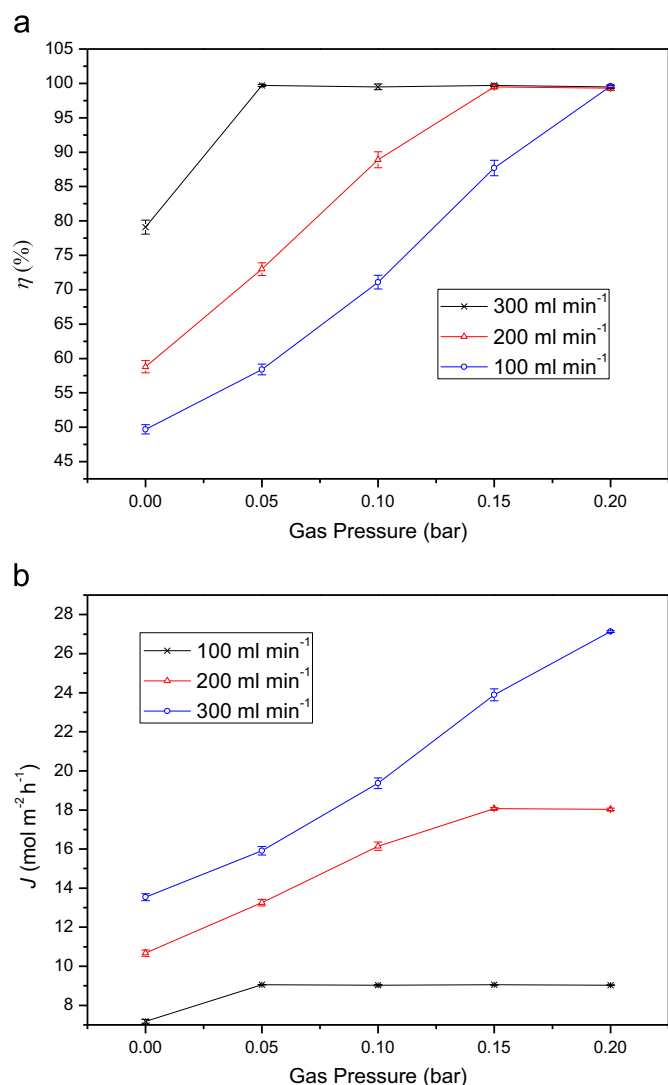 a
105
100
95
90
85
80
75
70
65
60
55
50
45
η (%)
300 ml min⁻¹
200 ml min⁻¹
100 ml min⁻¹
0.00 0.05 0.10 0.15 0.20
Gas Pressure (bar)
b
28
26
24
22
20
18
16
14
12
10
8
J (mol m⁻² h⁻¹)
100 ml min⁻¹
200 ml min⁻¹
300 ml min⁻¹
0.00 0.05 0.10 0.15 0.20
Gas Pressure (bar)